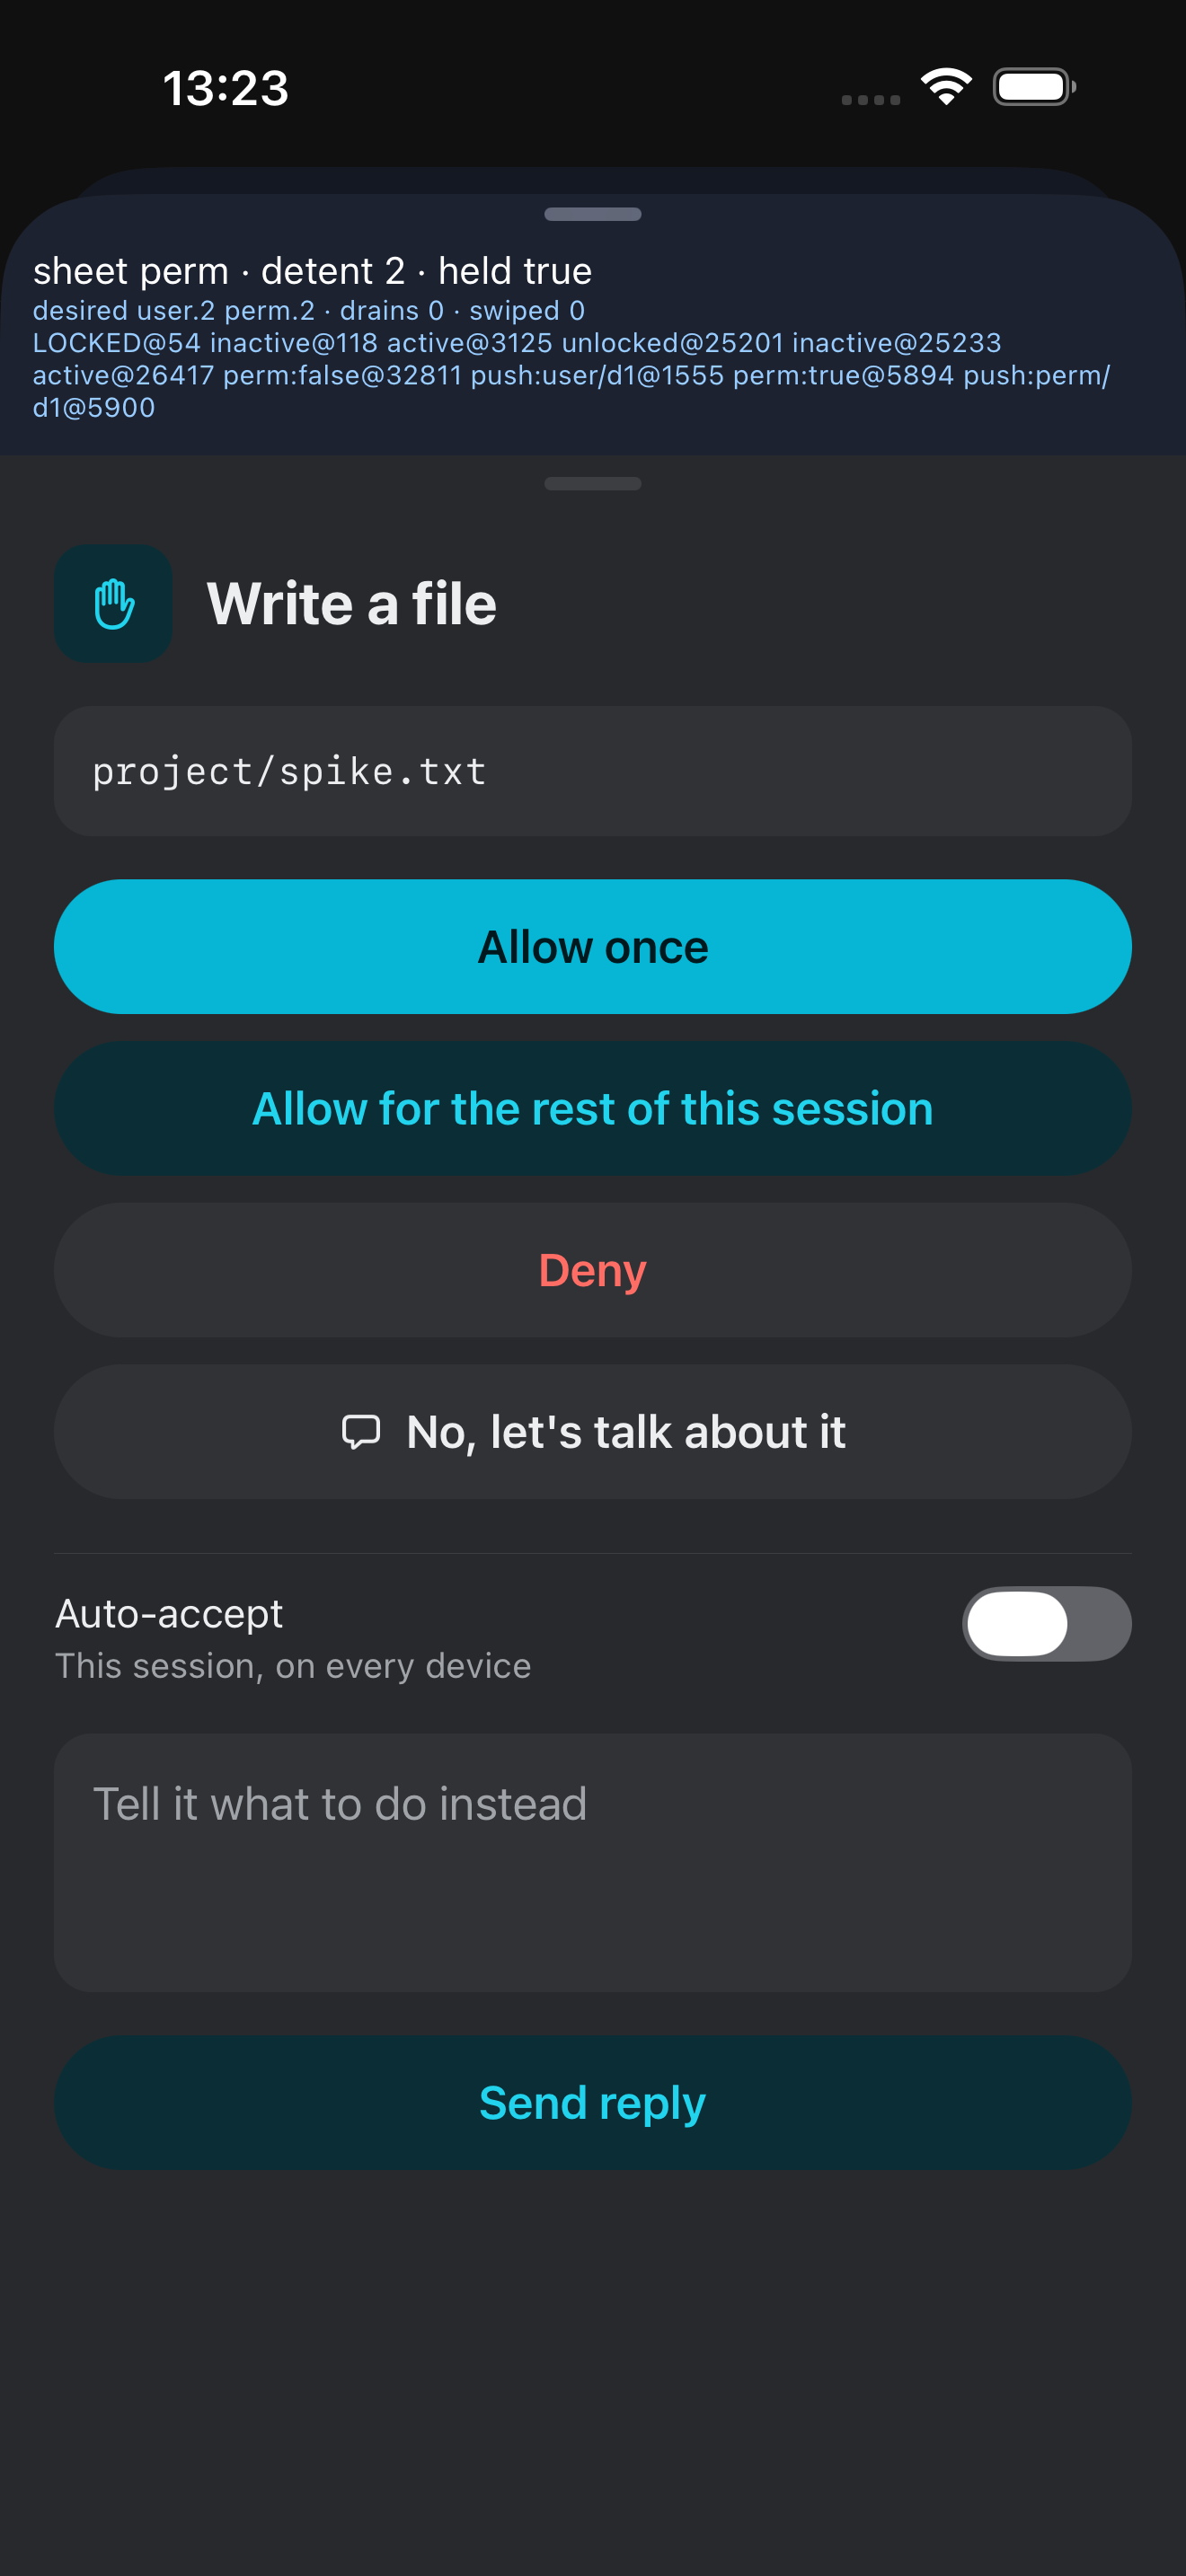 13:23
sheet perm · detent 2 · held true
desired user.2 perm.2 · drains 0 · swiped 0
LOCKED@54 inactive@118 active@3125 unlocked@25201 inactive@25233
active@26417 perm:false@32811 push:user/d1@1555 perm:true@5894 push:perm/
d1@5900
Write a file
project/spike.txt
Allow once
Allow for the rest of this session
Deny
No, let's talk about it
Auto-accept
This session, on every device
Tell it what to do instead
Send reply